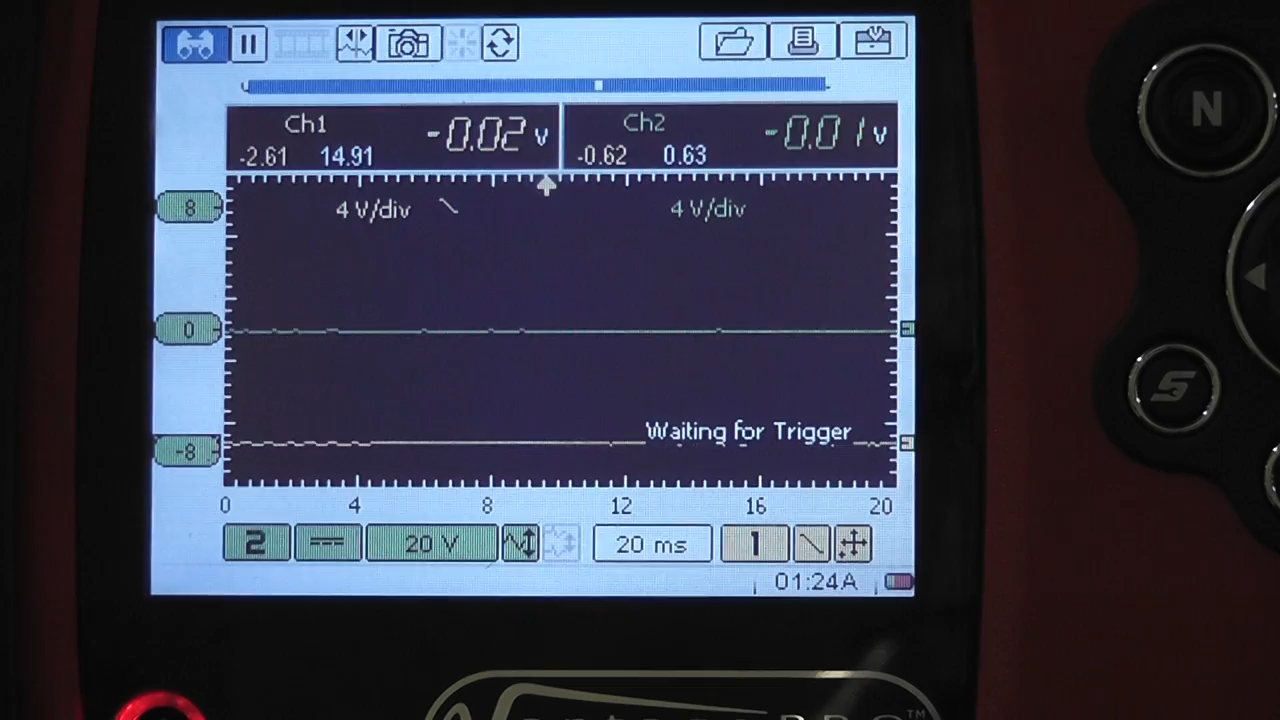 Ch1 -0.02 V
-2.61 14.91
Ch2 -0.01 V
-0.62 0.63
4 V/div
4 V/div
8
0
-8
Waiting for Trigger
0 4 8 12 16 20
2 20 V 20 ms 1
01:24A
N
S